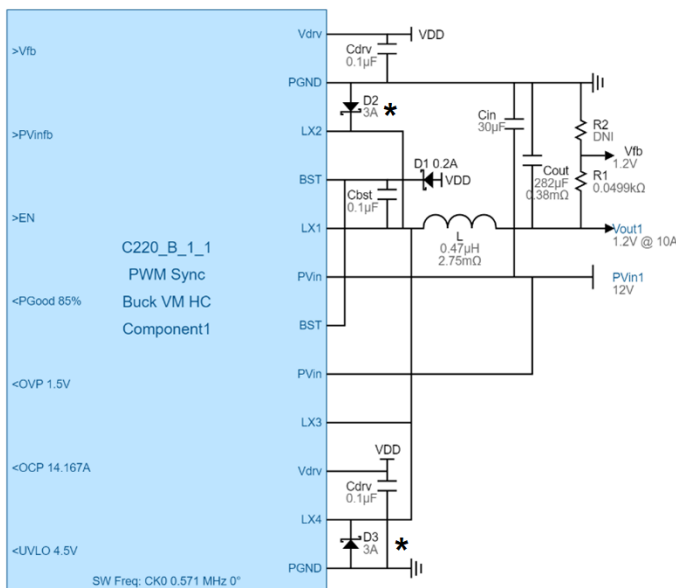 Vdrv
VDD
Cdrv
0.1µF
>Vfb
PGND
D2
3A
*
LX2
>PVinfb
Cin
30µF
R2
DNI
Vfb
1.2V
D1 0.2A
VDD
BST
Cbst
0.1µF
Cout
282µF
0.38mΩ
R1
0.0499kΩ
>EN
LX1
L
0.47µH
2.75mΩ
Vout1
1.2V @ 10A
C220_B_1_1
PWM Sync
Buck VM HC
Component1
PVin
PVin1
12V
<PGood 85%
BST
PVin
<OVP 1.5V
LX3
VDD
<OCP 14.167A
Vdrv
Cdrv
0.1µF
LX4
D3
3A
*
<UVLO 4.5V
PGND
SW Freq: CK0 0.571 MHz 0°